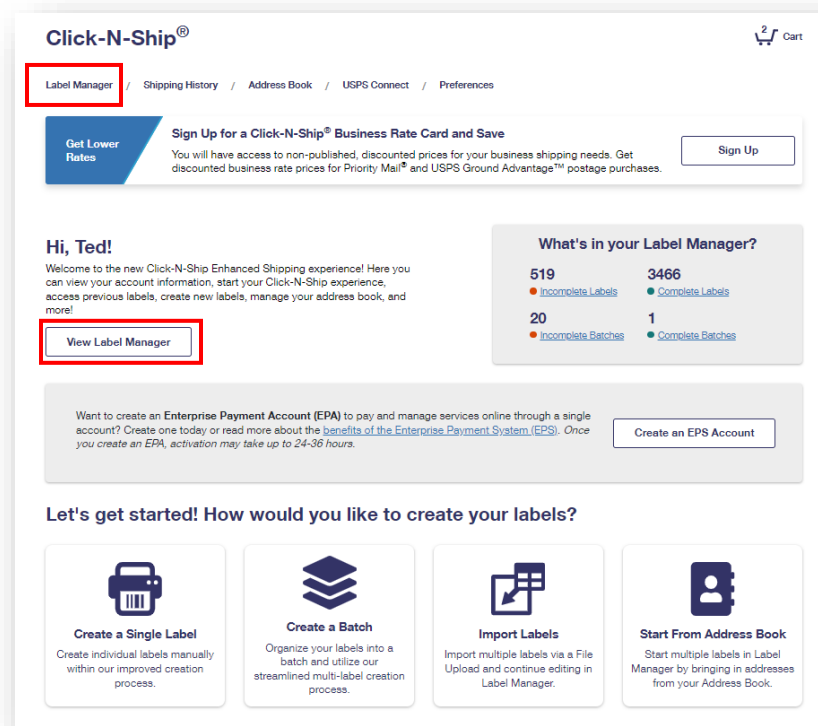 Click-N-Ship®
2
Cart
Label Manager / Shipping History / Address Book / USPS Connect / Preferences
Get Lower
Rates
Sign Up for a Click-N-Ship® Business Rate Card and Save
You will have access to non-published, discounted prices for your business shipping needs. Get
discounted business rate prices for Priority Mail® and USPS Ground Advantage™ postage purchases.
Sign Up
Hi, Ted!
Welcome to the new Click-N-Ship Enhanced Shipping experience! Here you
can view your account information, start your Click-N-Ship experience,
access previous labels, create new labels, manage your address book, and
more!
View Label Manager
What's in your Label Manager?
519
Incomplete Labels
3466
Complete Labels
20
Incomplete Batches
1
Complete Batches
Want to create an Enterprise Payment Account (EPA) to pay and manage services online through a single
account? Create one today or read more about the benefits of the Enterprise Payment System (EPS). Once
you create an EPA, activation may take up to 24-36 hours.
Create an EPS Account
Let's get started! How would you like to create your labels?
Create a Single Label
Create individual labels manually
within our improved creation
process.
Create a Batch
Organize your labels into a
batch and utilize our
streamlined multi-label creation
process.
Import Labels
Import multiple labels via a File
Upload and continue editing in
Label Manager.
Start From Address Book
Start multiple labels in Label
Manager by bringing in addresses
from your Address Book.